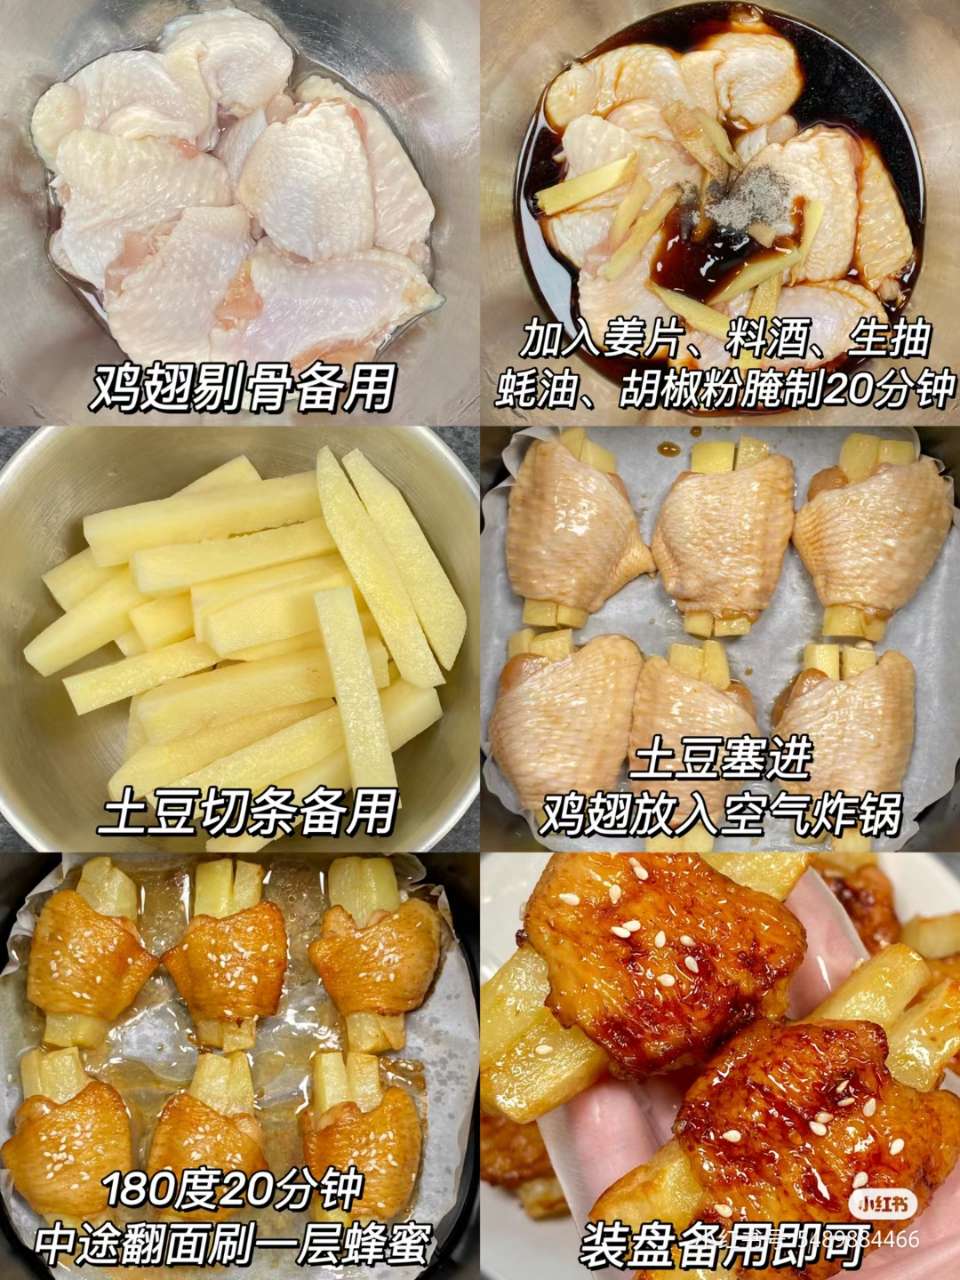 鸡翅剔骨备用
加入姜片、料酒、生抽
蚝油、胡椒粉腌制20分钟
土豆切条备用
土豆塞进
鸡翅放入空气炸锅
180度20分钟
中途翻面刷一层蜂蜜
小红书
装盘备用即可